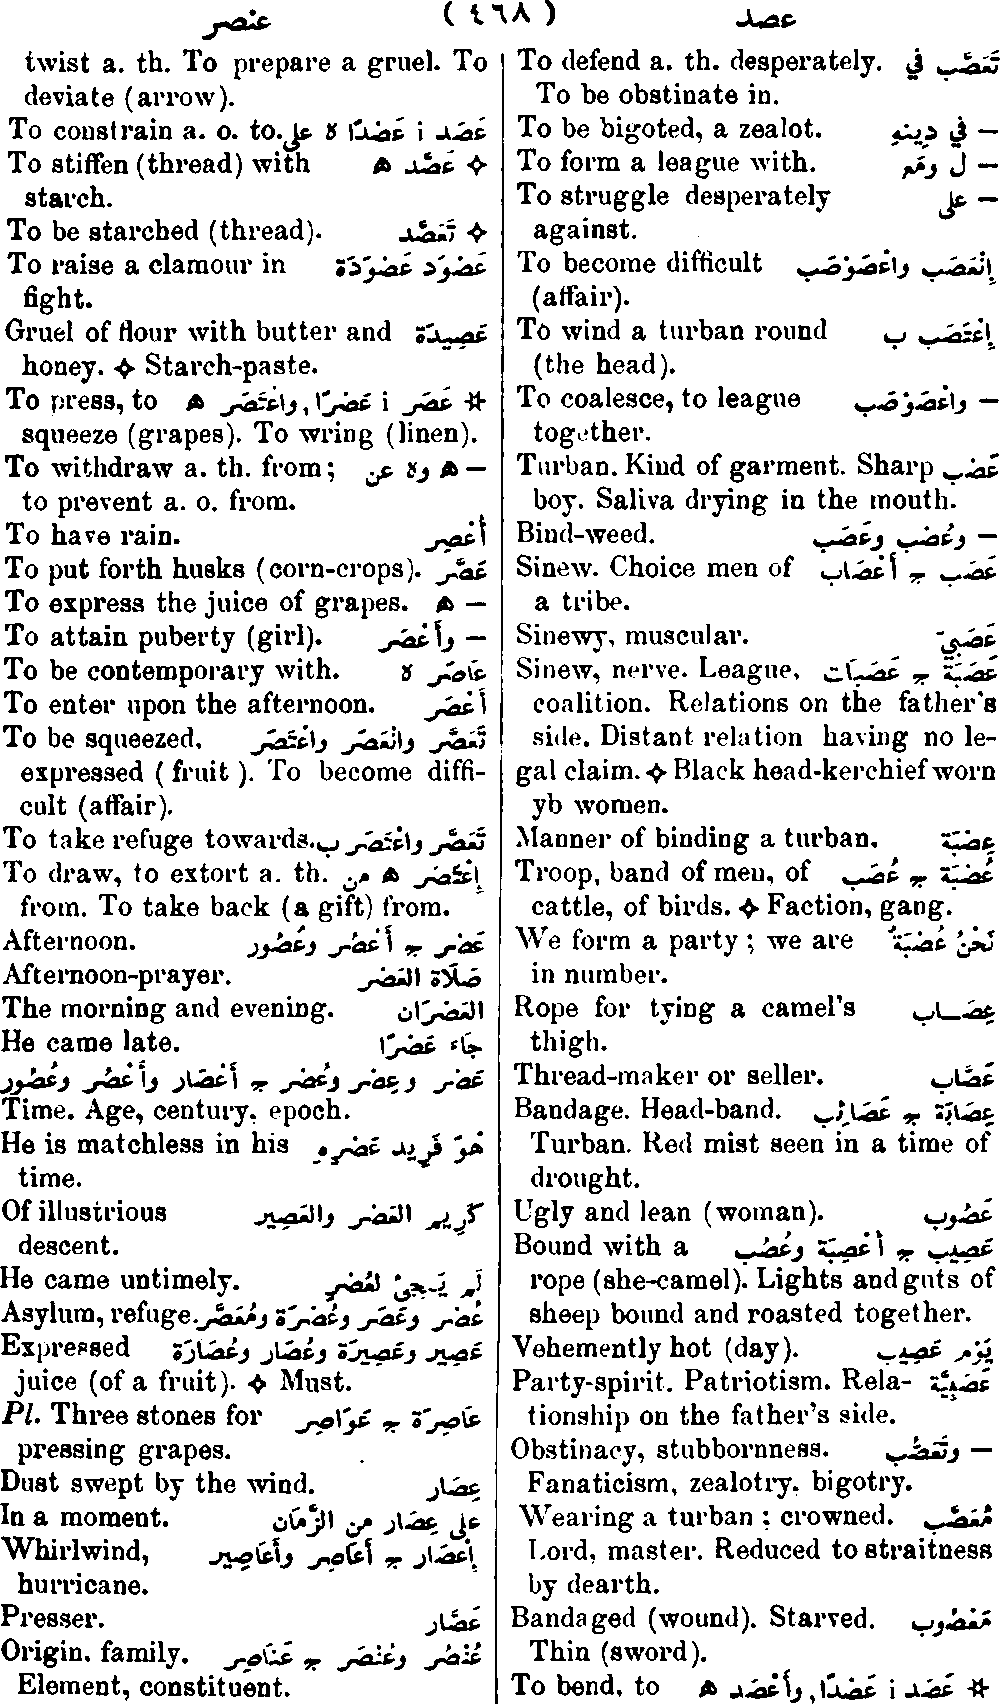 عصد ( ٤٦٨ ) عنصر
To defend a. th. desperately. تَعَصَّب في
To be obstinate in.
To be bigoted, a zealot. — في دِينِهِ
To form a league with. — ل ومَع
To struggle desperately — على
against.
To become difficult إِنْعَصَب واعْصَوْصَب
(affair).
To wind a turban round إِعْتَصَب ب
(the head).
To coalesce, to league — واعْصَوْصَب
together.
Turban. Kind of garment. Sharp عَصْب
boy. Saliva drying in the mouth.
Bind-weed. — وعُصْب وعَصَب
Sinew. Choice men of عَصَب ج أَعْصَاب
a tribe.
Sinewy, muscular. عَصَبِيّ
Sinew, nerve. League, عَصَبَة ج عَصَبَات
coalition. Relations on the father's
side. Distant relation having no le-
gal claim. ✧ Black head-kerchief worn
yb women.
Manner of binding a turban. عِصْبَة
Troop, band of men, of عُصْبَة ج عُصَب
cattle, of birds. ✧ Faction, gang.
We form a party ; we are نَحْنُ عُصْبَةٌ
in number.
Rope for tying a camel's عِصَـاب
thigh.
Thread-maker or seller. عَصَّاب
Bandage. Head-band. عِصَابَة ج عَصَائِب
Turban. Red mist seen in a time of
drought.
Ugly and lean (woman). عَصُوب
Bound with a عَصِيب ج أَعْصِبَة وعُصُب
rope (she-camel). Lights and guts of
sheep bound and roasted together.
Vehemently hot (day). يَوْم عَصِيب
Party-spirit. Patriotism. Rela- عَصَبِيَّة
tionship on the father's side.
Obstinacy, stubbornness. — وتَعَصُّب
Fanaticism, zealotry, bigotry.
Wearing a turban ; crowned. مُعَصَّب
Lord, master. Reduced to straitness
by dearth.
Bandaged (wound). Starved. مَعْصُوب
Thin (sword).
To bend, to ✲ عَصَد i عَصْدًا, وأَعْصَد ه
twist a. th. To prepare a gruel. To
deviate (arrow).
To constrain a. o. to. عَصَد i عَصْدًا ه على
To stiffen (thread) with ✧ عَصَّد ه
starch.
To be starched (thread). ✧ تَعَصَّد
To raise a clamour in عَصْوَد عَصْوَدَة
fight.
Gruel of flour with butter and عَصِيدَة
honey. ✧ Starch-paste.
To press, to ✲ عَصَر i عَصْرًا, واعْتَصَر ه
squeeze (grapes). To wring (linen).
To withdraw a. th. from ; — ه وه عن
to prevent a. o. from.
To have rain. أَعْصِر
To put forth husks (corn-crops). عَصَّر
To express the juice of grapes. — ه
To attain puberty (girl). — وأَعْصَر
To be contemporary with. عَاصَر ه
To enter upon the afternoon. أَعْصَر
To be squeezed, تَعَصَّر وانْعَصَر واعْتَصَر
expressed ( fruit ). To become diffi-
cult (affair).
To take refuge towards. تَعَصَّر واعْتَصَر ب
To draw, to extort a. th. إِعْتَصَر ه من
from. To take back (a gift) from.
Afternoon. عَصْر ج أَعْصُر وعُصُور
Afternoon-prayer. صَلَاة العَصْر
The morning and evening. العَصْرَان
He came late. جَاء عَصْرًا
عَصْر وعِصْر وعُصْر ج أَعْصَار وأَعْصُر وعُصُور
Time. Age, century, epoch.
He is matchless in his هُوَ فَرِيد عَصْرِهِ
time.
Of illustrious كَرِيم العَصْر والعَصِير
descent.
He came untimely. لَم يَـجِئْ لعُصْرٍ
Asylum, refuge. عُصْر وعَصَر وعُصْرَة ومُعَصَّر
Expressed عَصِير وعَصِيرَة وعُصَار وعُصَارَة
juice (of a fruit). ✧ Must.
Pl. Three stones for عَاصِرَة ج عَوَاصِر
pressing grapes.
Dust swept by the wind. عِصَار
In a moment. على عِصَار من الزَّمَان
Whirlwind, إِعْصَار ج أَعَاصِر وأَعَاصِير
hurricane.
Presser. عَصَّار
Origin, family. عُنْصُر وعُنْصَر ج عَنَاصِر
Element, constituent.